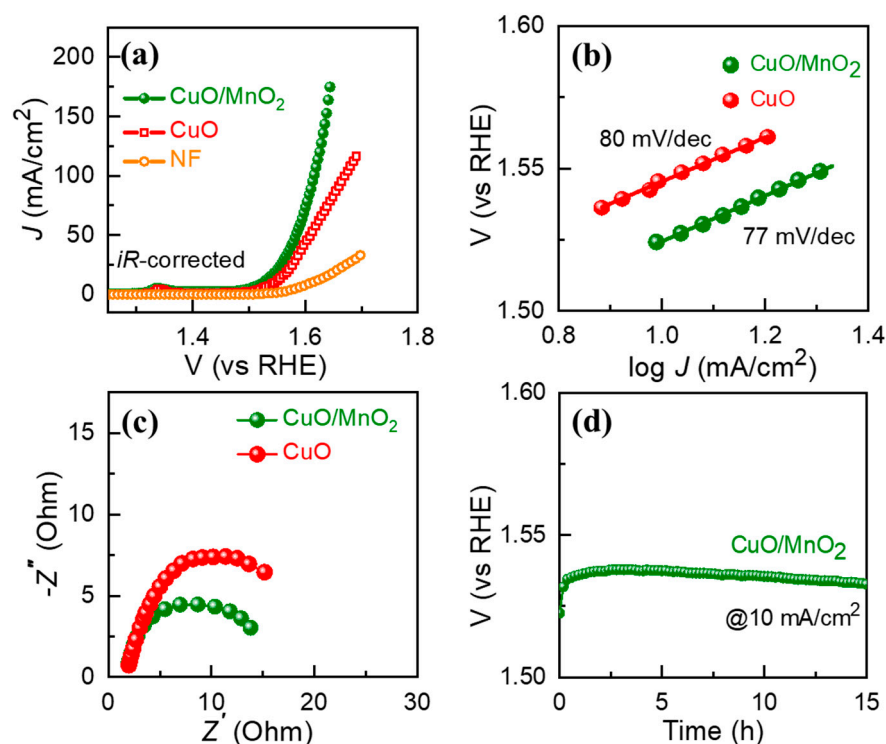 (a)
CuO/MnO₂
CuO
NF
iR-corrected
J (mA/cm²)
200
150
100
50
0
1.4
1.6
1.8
V (vs RHE)
(b)
CuO/MnO₂
CuO
80 mV/dec
77 mV/dec
V (vs RHE)
1.60
1.55
1.50
0.8
1.0
1.2
1.4
log J (mA/cm²)
(c)
CuO/MnO₂
CuO
-Z″ (Ohm)
15
10
5
0
0
10
20
30
Z′ (Ohm)
(d)
CuO/MnO₂
@10 mA/cm²
V (vs RHE)
1.60
1.53
1.50
0
5
10
15
Time (h)